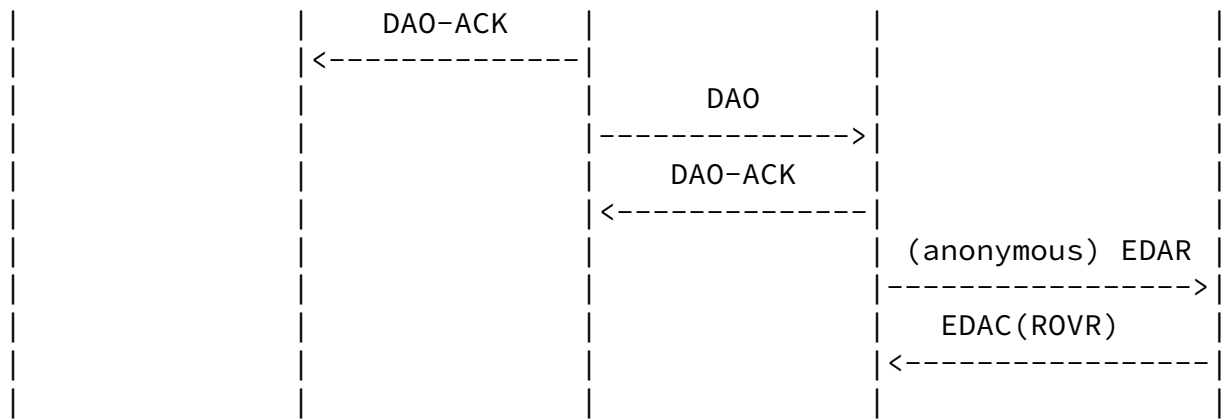 DAO-ACK
DAO
DAO-ACK
(anonymous) EDAR
EDAC(ROVR)